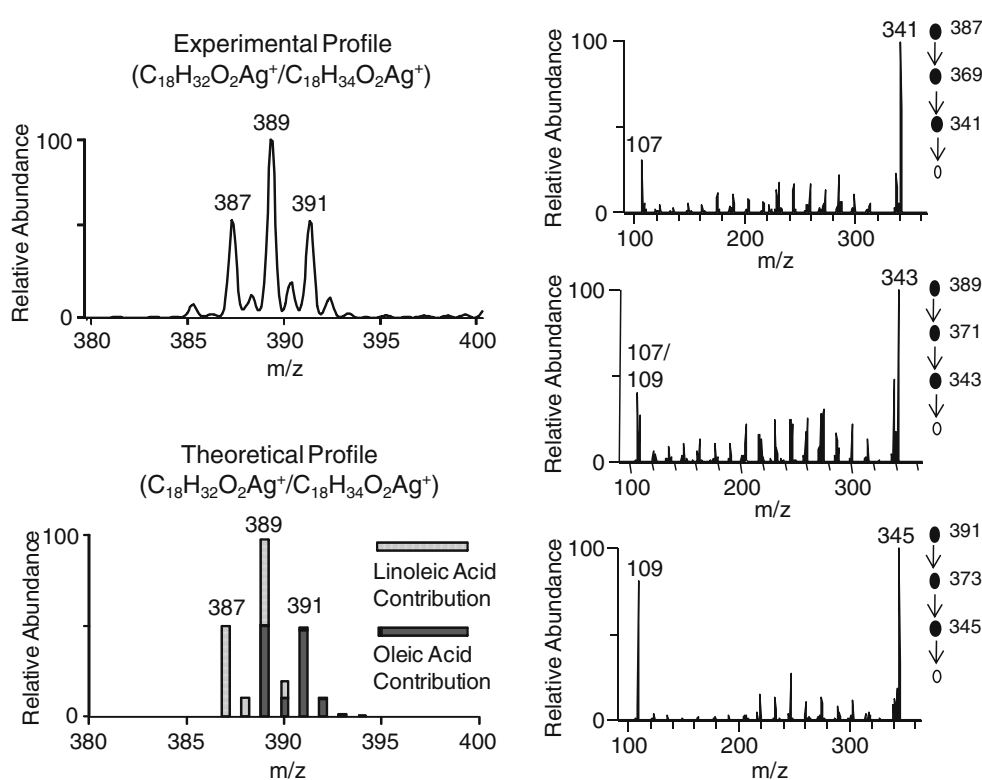 Experimental Profile
(C₁₈H₃₂O₂Ag⁺/C₁₈H₃₄O₂Ag⁺)
Relative Abundance
100
0
387
389
391
380 385 390 395 400
m/z
Theoretical Profile
(C₁₈H₃₂O₂Ag⁺/C₁₈H₃₄O₂Ag⁺)
Relative Abundance
100
0
387
389
391
Linoleic Acid
Contribution
Oleic Acid
Contribution
380 385 390 395 400
m/z
Relative Abundance
100
0
107
341
100 200 300
m/z
387
369
341
Relative Abundance
100
0
107/
109
343
100 200 300
m/z
389
371
343
Relative Abundance
100
0
109
345
100 200 300
m/z
391
373
345